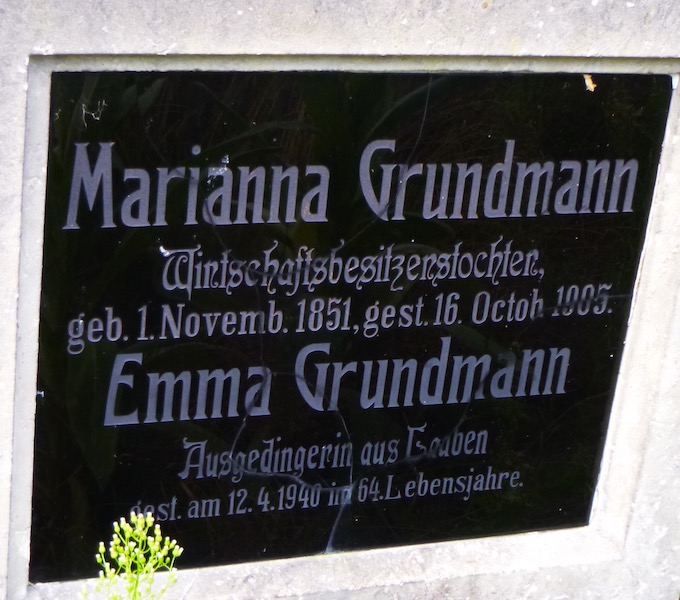 Marianna Grundmann
Wirtschaftsbesitzerstochter,
geb. 1. Novemb. 1851, gest. 16. Octob. 1905.
Emma Grundmann
Ausgedingerin aus
gest. am 12.4.1940 im 64. Lebensjahre.